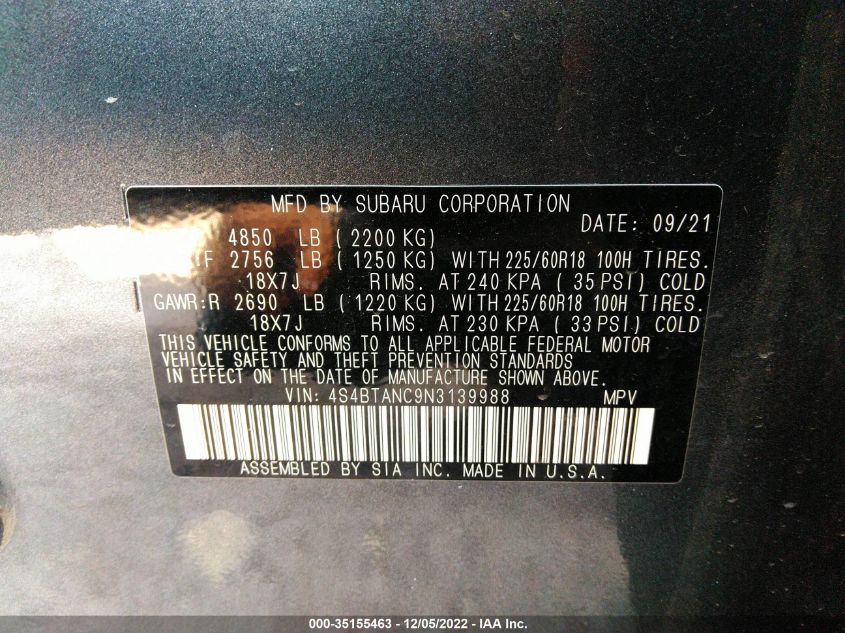 MFD BY SUBARU CORPORATION
DATE: 09/21
4850 LB ( 2200 KG)
F 2756 LB ( 1250 KG) WITH 225/60R18 100H TIRES.
18X7J RIMS. AT 240 KPA ( 35 PSI) COLD
GAWR:R 2690 LB ( 1220 KG) WITH 225/60R18 100H TIRES.
18X7J RIMS. AT 230 KPA ( 33 PSI) COLD
THIS VEHICLE CONFORMS TO ALL APPLICABLE FEDERAL MOTOR
VEHICLE SAFETY AND THEFT PREVENTION STANDARDS
IN EFFECT ON THE DATE OF MANUFACTURE SHOWN ABOVE.
VIN: 4S4BTANC9N3139988 MPV
ASSEMBLED BY SIA INC. MADE IN U.S.A.
000-35155463 - 12/05/2022 - IAA Inc.